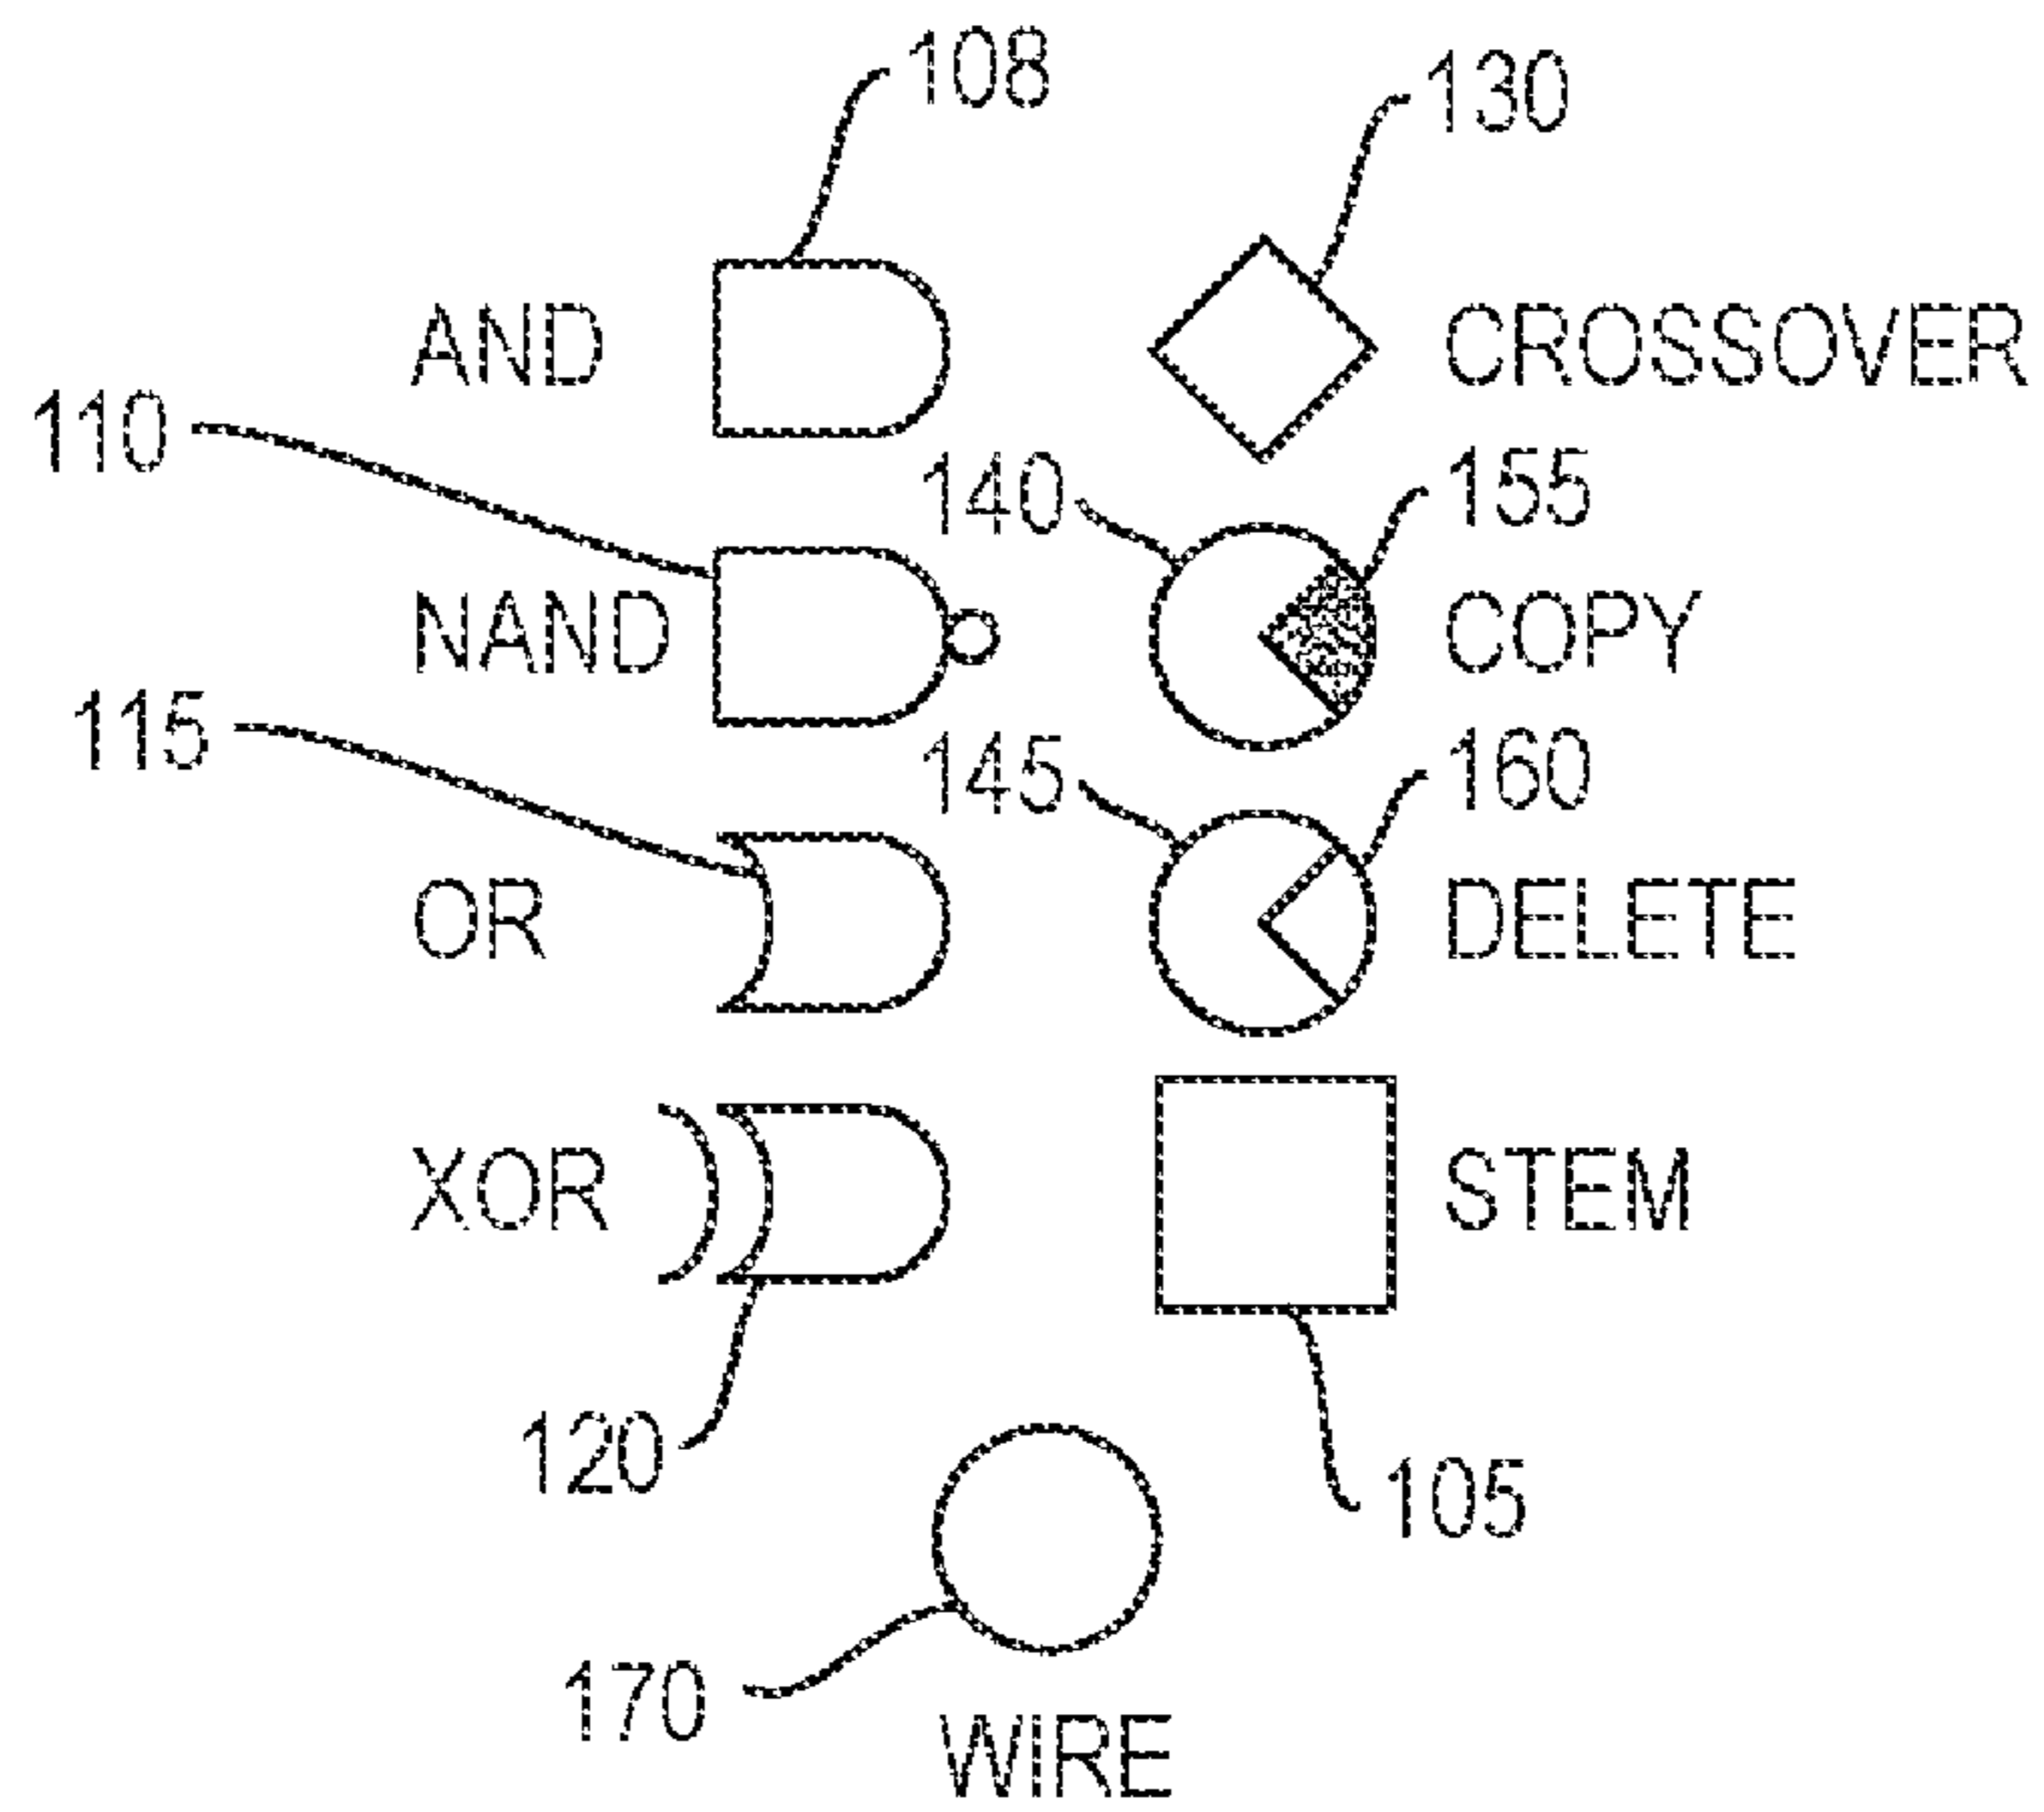 108
130
AND
CROSSOVER
110
140
155
NAND
COPY
115
145
160
OR
DELETE
XOR
STEM
120
105
170
WIRE